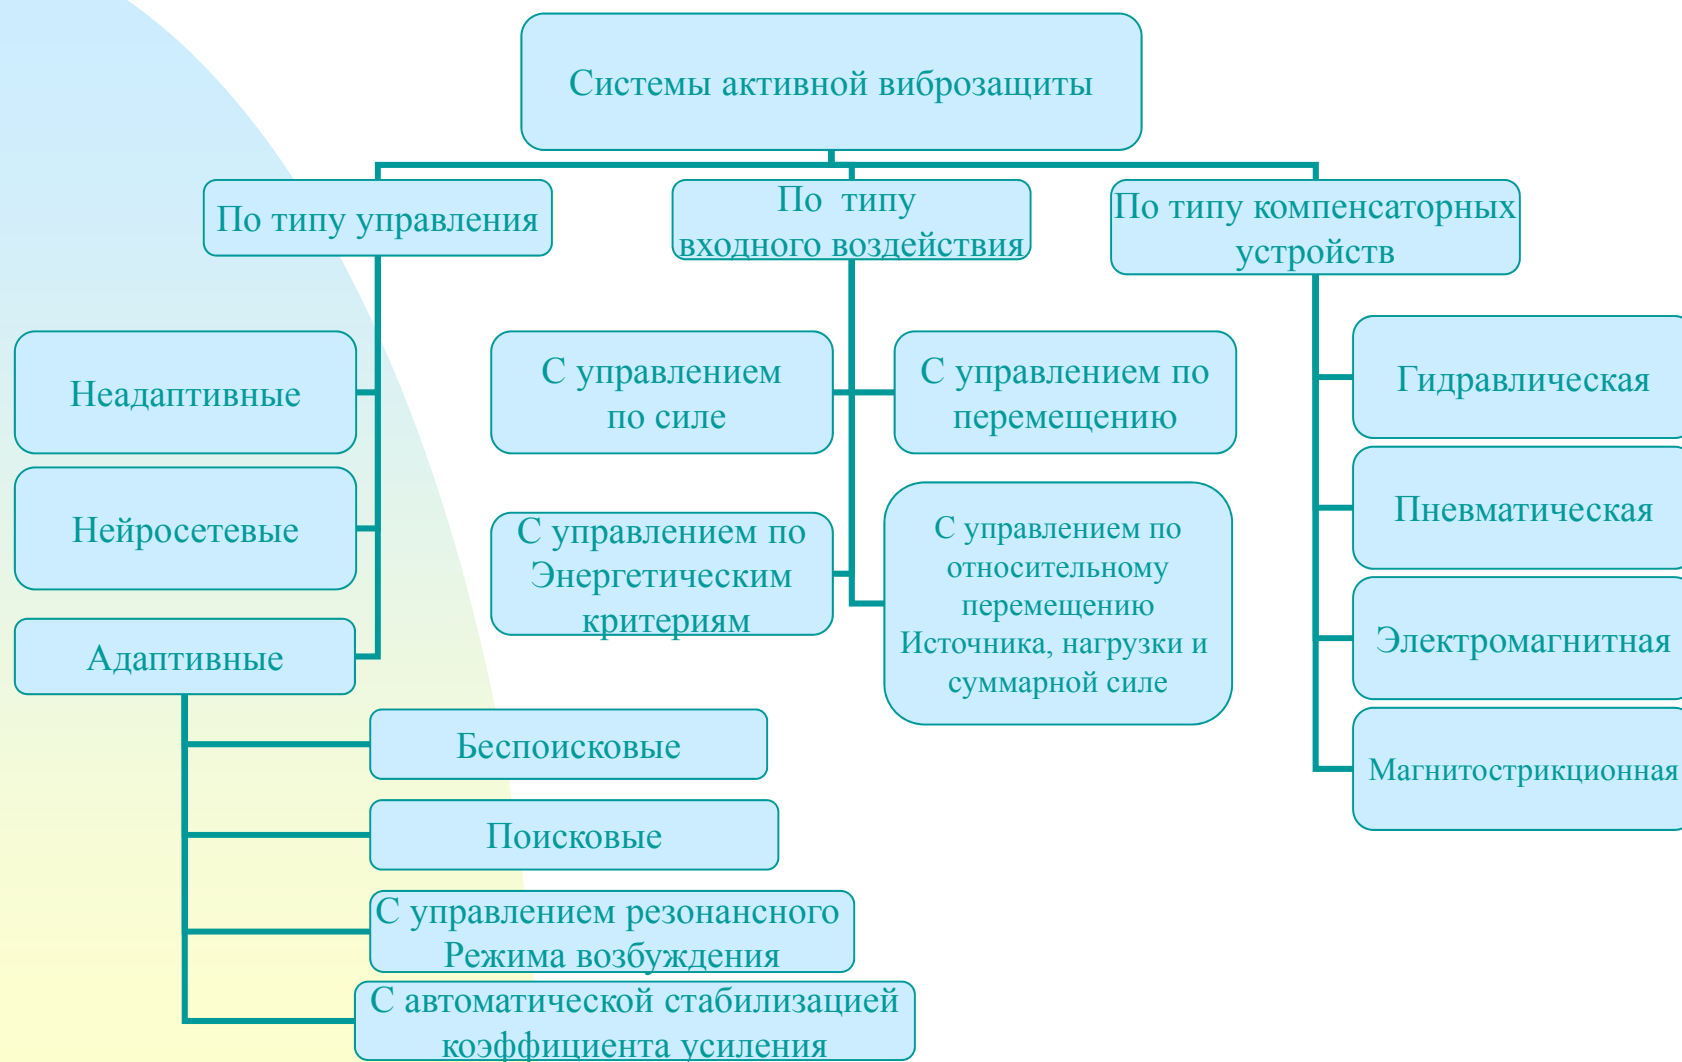 Системы активной виброзащиты
По типу управления
По типу
входного воздействия
По типу компенсаторных
устройств
Неадаптивные
Нейросетевые
Адаптивные
Беспоисковые
Поисковые
С управлением резонансного
Режима возбуждения
С автоматической стабилизацией
коэффициента усиления
С управлением
по силе
С управлением по
перемещению
С управлением по
Энергетическим
критериям
С управлением по
относительному
перемещению
Источника, нагрузки и
суммарной силе
Гидравлическая
Пневматическая
Электромагнитная
Магнитострикционная